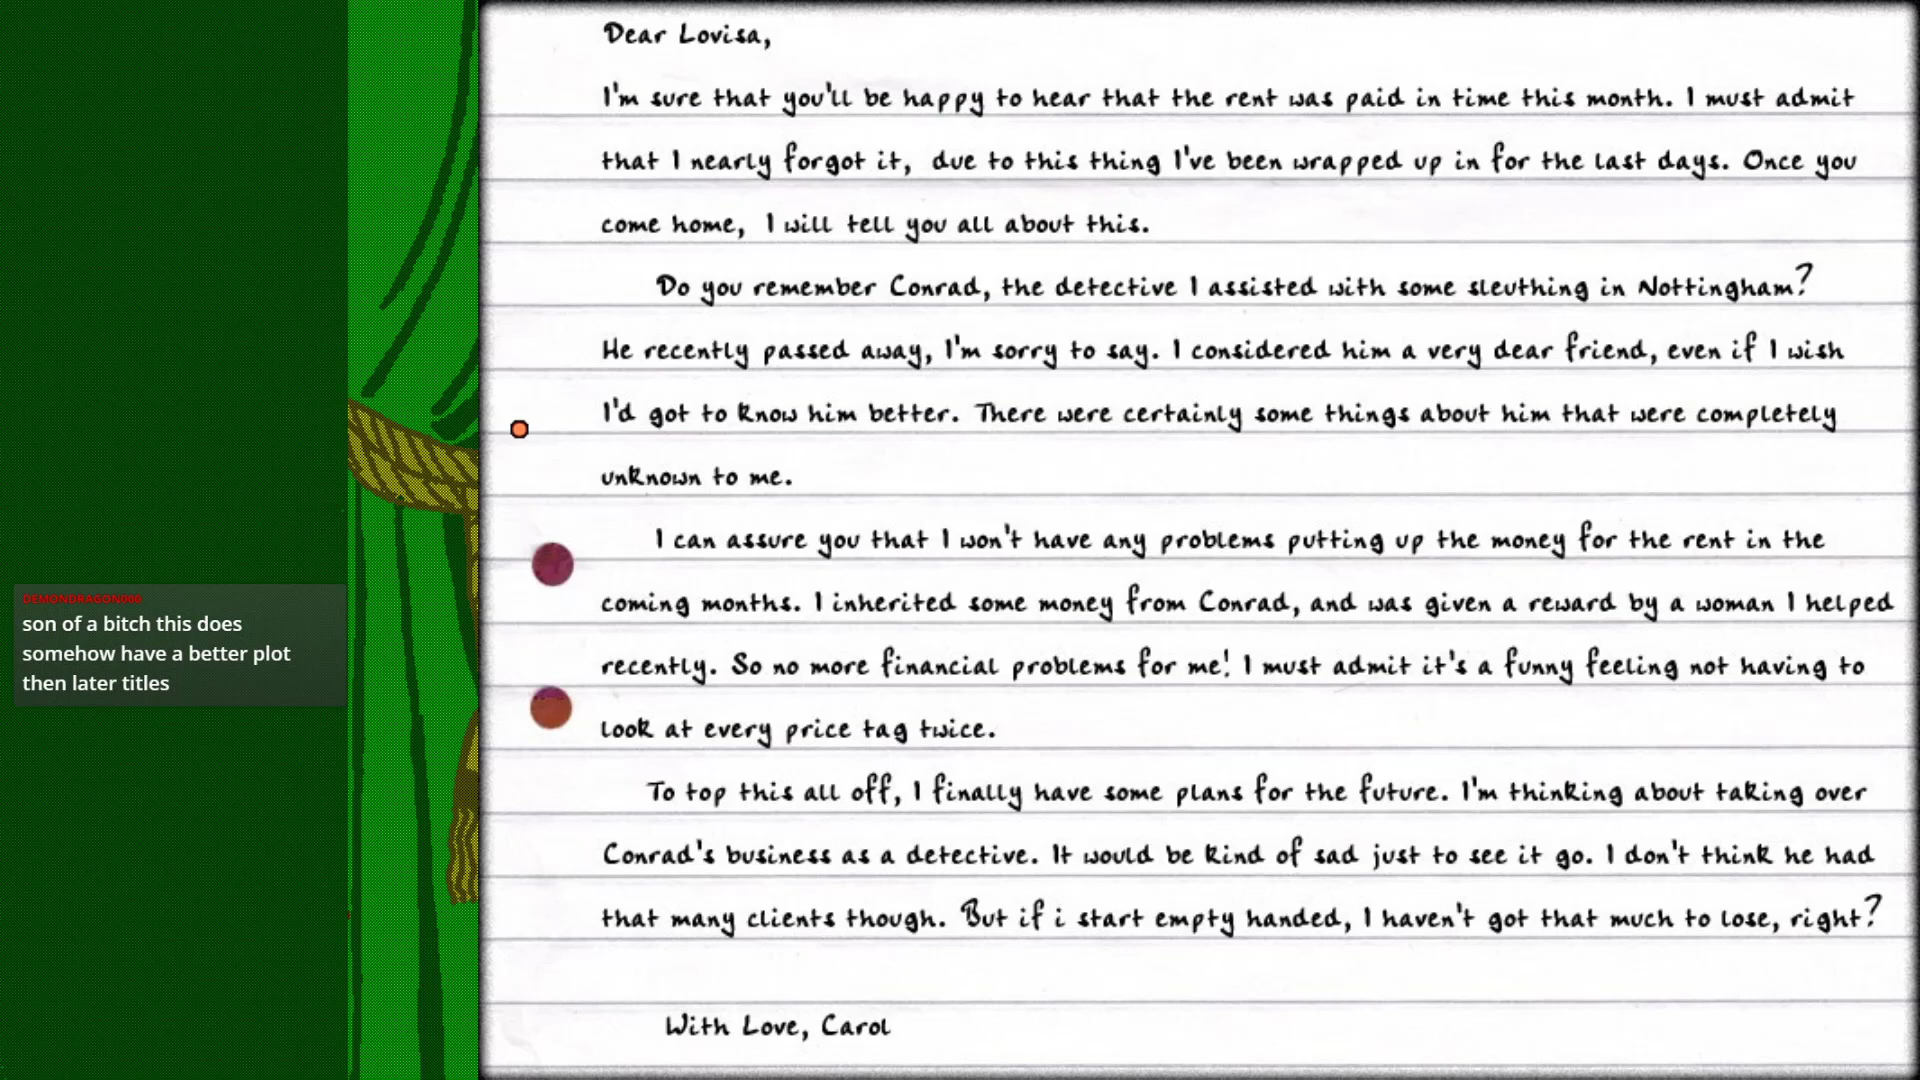 Dear Lovisa,
I'm sure that you'll be happy to hear that the rent was paid in time this month. I must admit
that I nearly forgot it, due to this thing I've been wrapped up in for the last days. Once you
come home, I will tell you all about this.
Do you remember Conrad, the detective I assisted with some sleuthing in Nottingham?
He recently passed away, I'm sorry to say. I considered him a very dear friend, even if I wish
I'd got to know him better. There were certainly some things about him that were completely
unknown to me.
I can assure you that I won't have any problems putting up the money for the rent in the
coming months. I inherited some money from Conrad, and was given a reward by a woman I helped
recently. So no more financial problems for me! I must admit it's a funny feeling not having to
look at every price tag twice.
To top this all off, I finally have some plans for the future. I'm thinking about taking over
Conrad's business as a detective. It would be kind of sad just to see it go. I don't think he had
that many clients though. But if i start empty handed, I haven't got that much to lose, right?
With Love, Carol
DEMONDRAGON000
son of a bitch this does
somehow have a better plot
then later titles